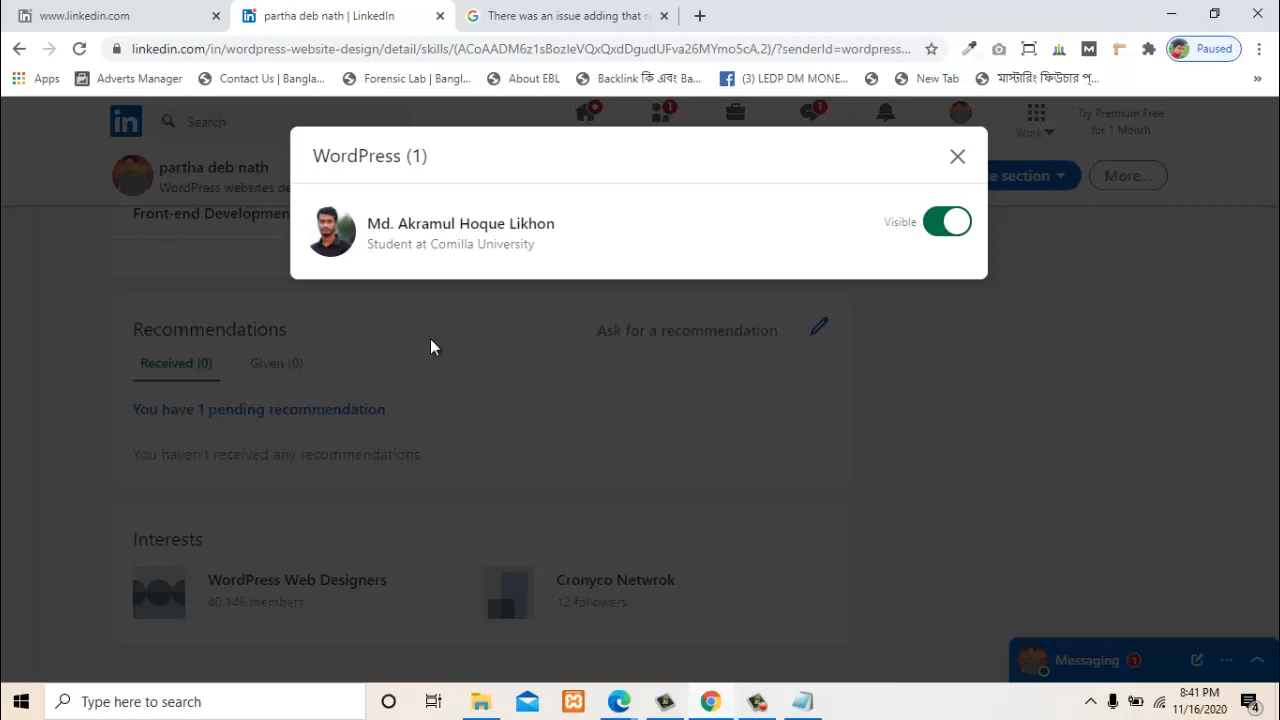 www.linkedin.com
partha deb nath | LinkedIn
There was an issue adding that r
linkedin.com/in/wordpress-website-design/detail/skills/(ACoAADM6z1sBozIeVQxQxdDgudUFva26MYmo5cA,2)/?senderId=wordpress...
Paused
Apps
Adverts Manager
Contact Us | Bangla...
Forensic Lab | Bangl...
About EBL
Backlink কি এবং Ba...
(3) LEDP DM MONE...
New Tab
মাস্টারিং ফিউচার প্...
»
in
Search
1
1
Work
Try Premium Free
for 1 Month
partha deb nath
WordPress websites de
e section
More...
Front-end Developmen
WordPress (1)
Md. Akramul Hoque Likhon
Student at Comilla University
Visible
Recommendations
Ask for a recommendation
Received (0)
Given (0)
You have 1 pending recommendation
You haven't received any recommendations
Interests
WordPress Web Designers
40,146 members
Cronyco Netwrok
12 followers
Messaging
1
Type here to search
8:41 PM
11/16/2020
4